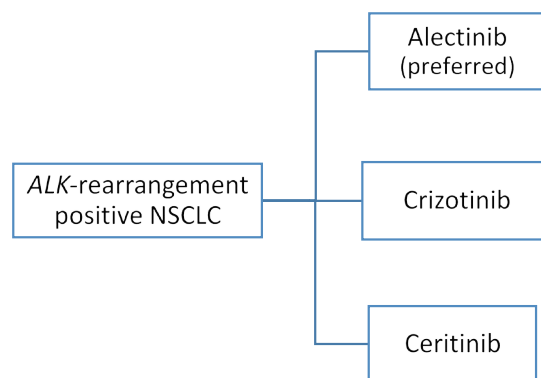 Alectinib
(preferred)
ALK-rearrangement
positive NSCLC
Crizotinib
Ceritinib